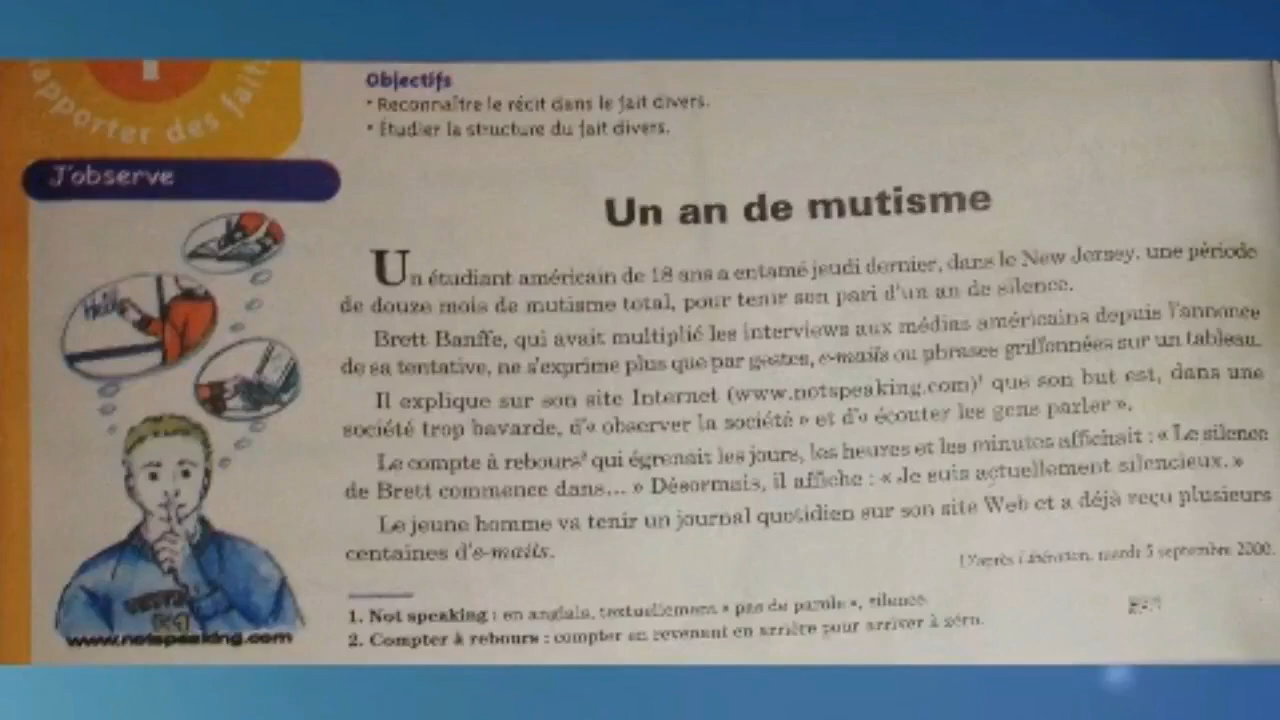 apporter des faits
Objectifs
• Reconnaître le récit dans le fait divers.
• Étudier la structure du fait divers.
J'observe
Un an de mutisme
Un étudiant américain de 18 ans a entamé jeudi dernier, dans le New Jersey, une période
de douze mois de mutisme total, pour tenir son pari d'un an de silence.
Brett Banffe, qui avait multiplié les interviews aux médias américains depuis l'annonce
de sa tentative, ne s'exprime plus que par gestes, e-mails ou phrases griffonnées sur un tableau.
Il explique sur son site Internet (www.notspeaking.com)¹ que son but est, dans une
société trop bavarde, d'« observer la société » et d'« écouter les gens parler ».
Le compte à rebours² qui égrenait les jours, les heures et les minutes affichait : « Le silence
de Brett commence dans... » Désormais, il affiche : « Je suis actuellement silencieux. »
Le jeune homme va tenir un journal quotidien sur son site Web et a déjà reçu plusieurs
centaines d'e-mails.
D'après Libération, mardi 5 septembre 2000.
1. Not speaking : en anglais, textuellement « pas de parole », silence.
2. Compter à rebours : compter en revenant en arrière pour arriver à zéro.
www.notspeaking.com